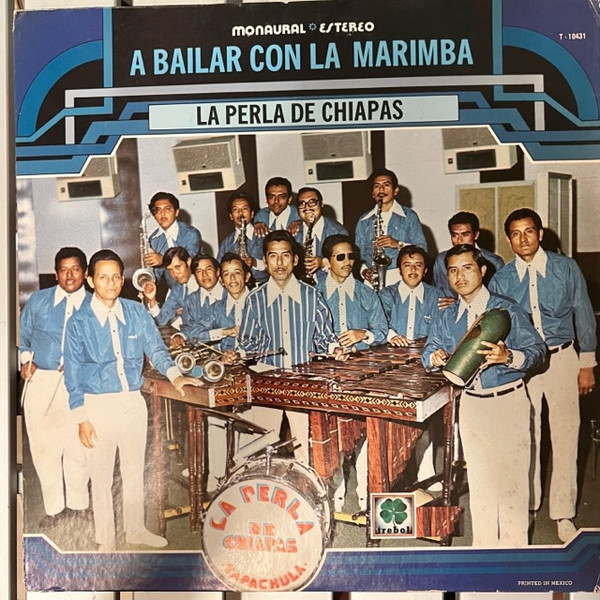 MONAURAL * ESTEREO
T-10431
A BAILAR CON LA MARIMBA
LA PERLA DE CHIAPAS
LA PERLA
DE
CHIAPAS
TAPACHULA
trebol
PRINTED IN MEXICO